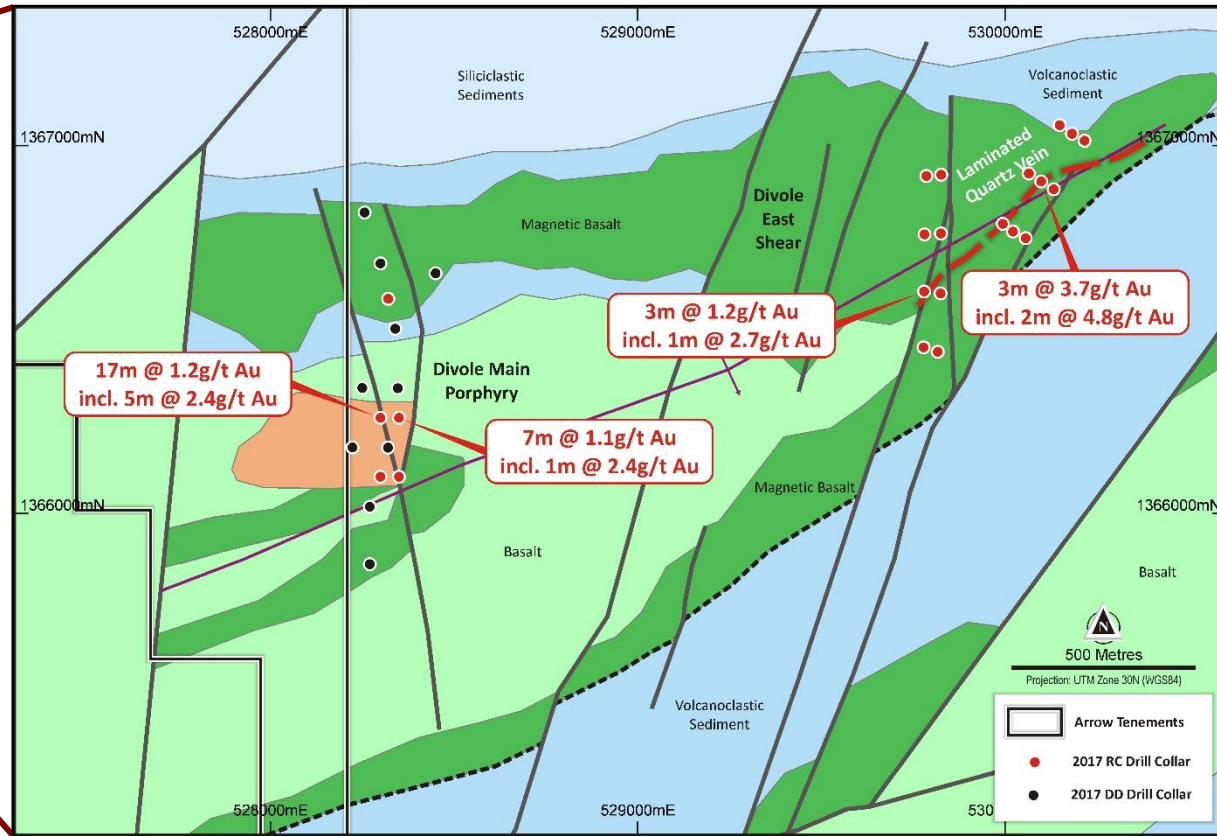 528000mE
529000mE
530000mE
Siliciclastic
Sediments
Volcanoclastic
Sediment
1367000mN
1367000mN
Laminated
Quartz Vein
Divole
East
Shear
Magnetic Basalt
3m @ 1.2g/t Au
incl. 1m @ 2.7g/t Au
3m @ 3.7g/t Au
incl. 2m @ 4.8g/t Au
17m @ 1.2g/t Au
incl. 5m @ 2.4g/t Au
Divole Main
Porphyry
7m @ 1.1g/t Au
incl. 1m @ 2.4g/t Au
Magnetic Basalt
1366000mN
1366000mN
Basalt
Basalt
N
500 Metres
Projection: UTM Zone 30N (WGS84)
Volcanoclastic
Sediment
Arrow Tenements
2017 RC Drill Collar
2017 DD Drill Collar
528000mE
529000mE
530